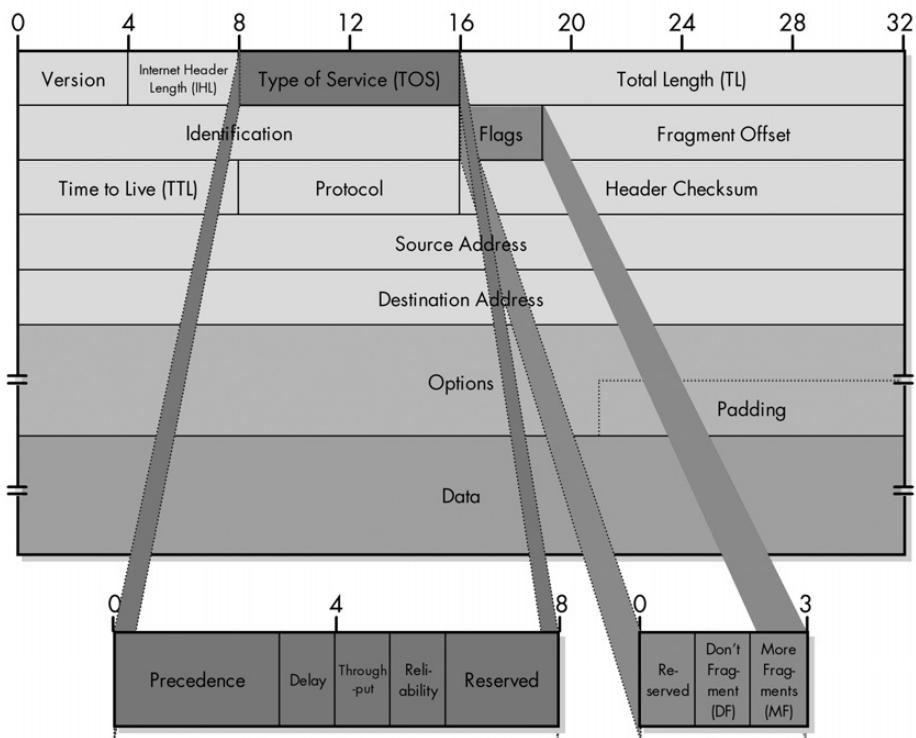 0 4 8 12 16 20 24 28 32
Version
Internet Header
Length (IHL)
Type of Service (TOS)
Total Length (TL)
Identification
Flags
Fragment Offset
Time to Live (TTL)
Protocol
Header Checksum
Source Address
Destination Address
Options
Padding
Data
0 4 8
0 3
Precedence
Delay
Through
-put
Reli-
ability
Reserved
Re-
served
Don't
Frag-
ment
(DF)
More
Frag-
ments
(MF)